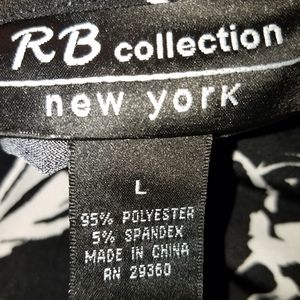 RB collection
new york
L
95% POLYESTER
5% SPANDEX
MADE IN CHINA
RN 29360